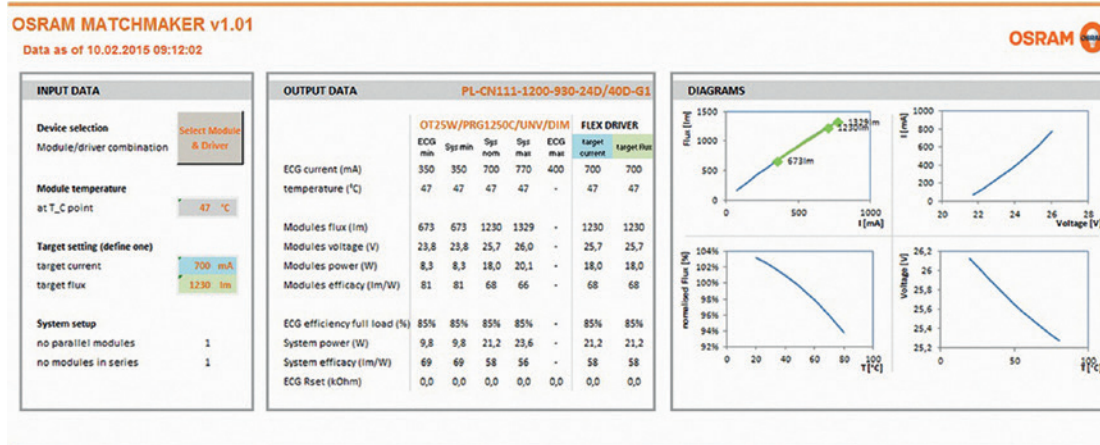 OSRAM MATCHMAKER v1.01
Data as of 10.02.2015 09:12:02
OSRAM
INPUT DATA
Device selection
Module/driver combination
Select Module & Driver
Module temperature
at T_C point 47 °C
Target setting (define one)
target current 700 mA
target flux 1230 lm
System setup
no parallel modules 1
no modules in series 1
OUTPUT DATA PL-CN111-1200-930-24D/40D-G1
OT25W/PRG1250C/UNV/DIM FLEX DRIVER
ECG min Sys min Sys nom Sys max ECG max target current target flux
ECG current (mA) 350 350 700 770 400 700 700
temperature (°C) 47 47 47 47 - 47 47
Modules flux (lm) 673 673 1230 1329 - 1230 1230
Modules voltage (V) 23,8 23,8 25,7 26,0 - 25,7 25,7
Modules power (W) 8,3 8,3 18,0 20,1 - 18,0 18,0
Modules efficacy (lm/W) 81 81 68 66 - 68 68
ECG efficiency full load (%) 85% 85% 85% 85% - 85% 85%
System power (W) 9,8 9,8 21,2 23,6 - 21,2 21,2
System efficacy (lm/W) 69 69 58 56 - 58 58
ECG Rset (kOhm) 0,0 0,0 0,0 0,0 0,0 0,0 0,0
DIAGRAMS
Flux [lm]
1500
1000
500
0
1329lm
1230lm
673lm
0 500 1000
I [mA]
I [mA]
1000
800
600
400
200
0
20 22 24 26 28
Voltage [V]
normalised Flux [%]
104%
102%
100%
98%
96%
94%
92%
0 20 40 60 80 100
T [°C]
Voltage [V]
26,2
26
25,8
25,6
25,4
25,2
0 50 100
T [°C]